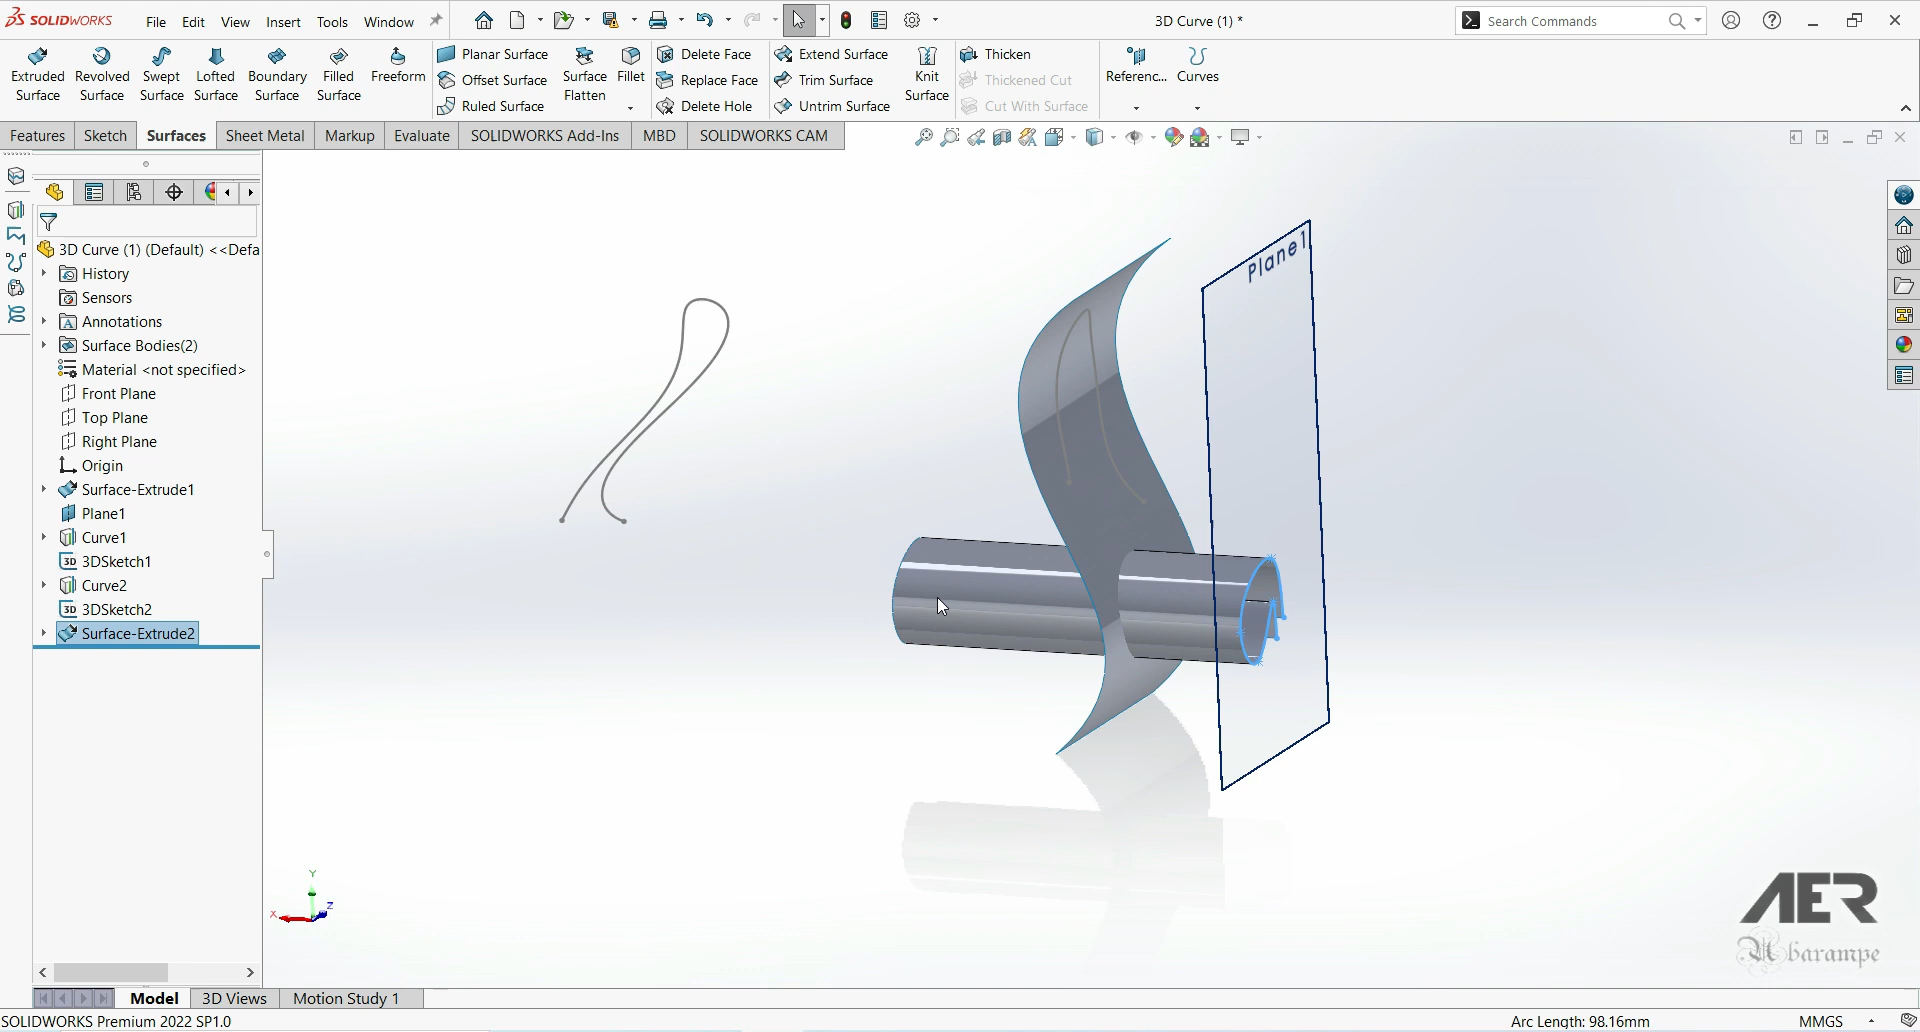 SOLIDWORKS File Edit View Insert Tools Window 3D Curve (1) * Search Commands
Extruded Surface Revolved Surface Swept Surface Lofted Surface Boundary Surface Filled Surface Freeform Planar Surface Offset Surface Ruled Surface Surface Flatten Fillet Delete Face Replace Face Delete Hole Extend Surface Trim Surface Untrim Surface Knit Surface Thicken Thickened Cut Cut With Surface Referenc... Curves
Features Sketch Surfaces Sheet Metal Markup Evaluate SOLIDWORKS Add-Ins MBD SOLIDWORKS CAM
3D Curve (1) (Default) <<Defa
History
Sensors
Annotations
Surface Bodies(2)
Material <not specified>
Front Plane
Top Plane
Right Plane
Origin
Surface-Extrude1
Plane1
Curve1
3D 3DSketch1
Curve2
3D 3DSketch2
Surface-Extrude2
Plane1
Y
X
Z
AER
Mbarampe
Model 3D Views Motion Study 1
SOLIDWORKS Premium 2022 SP1.0 Arc Length: 98.16mm MMGS